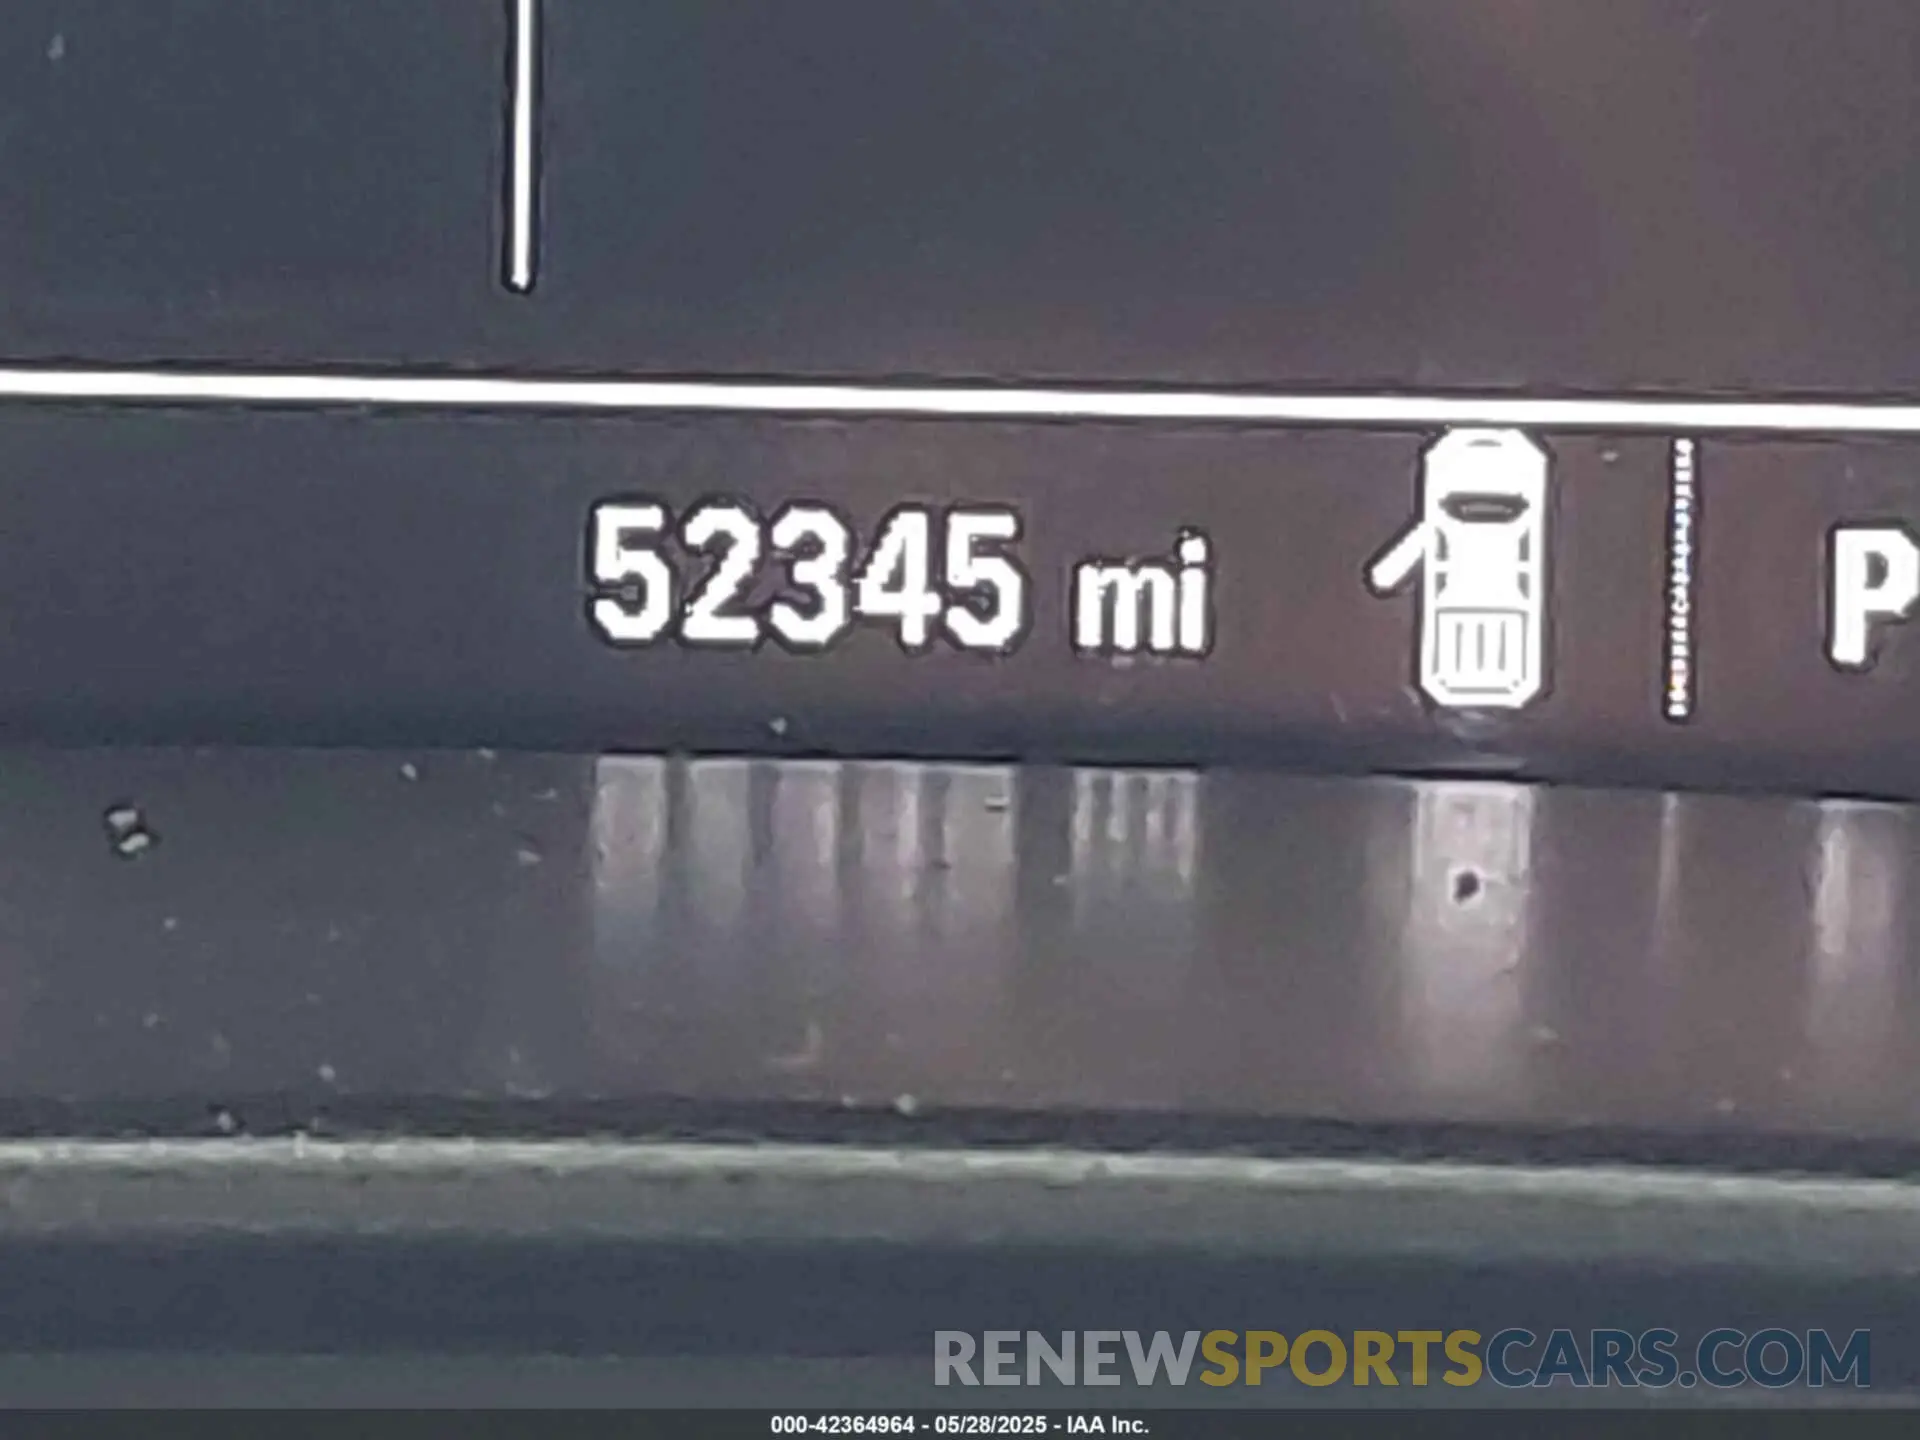 52345 mi P
RENEWSPORTSCARS.COM
000-42364964 - 05/28/2025 - IAA Inc.